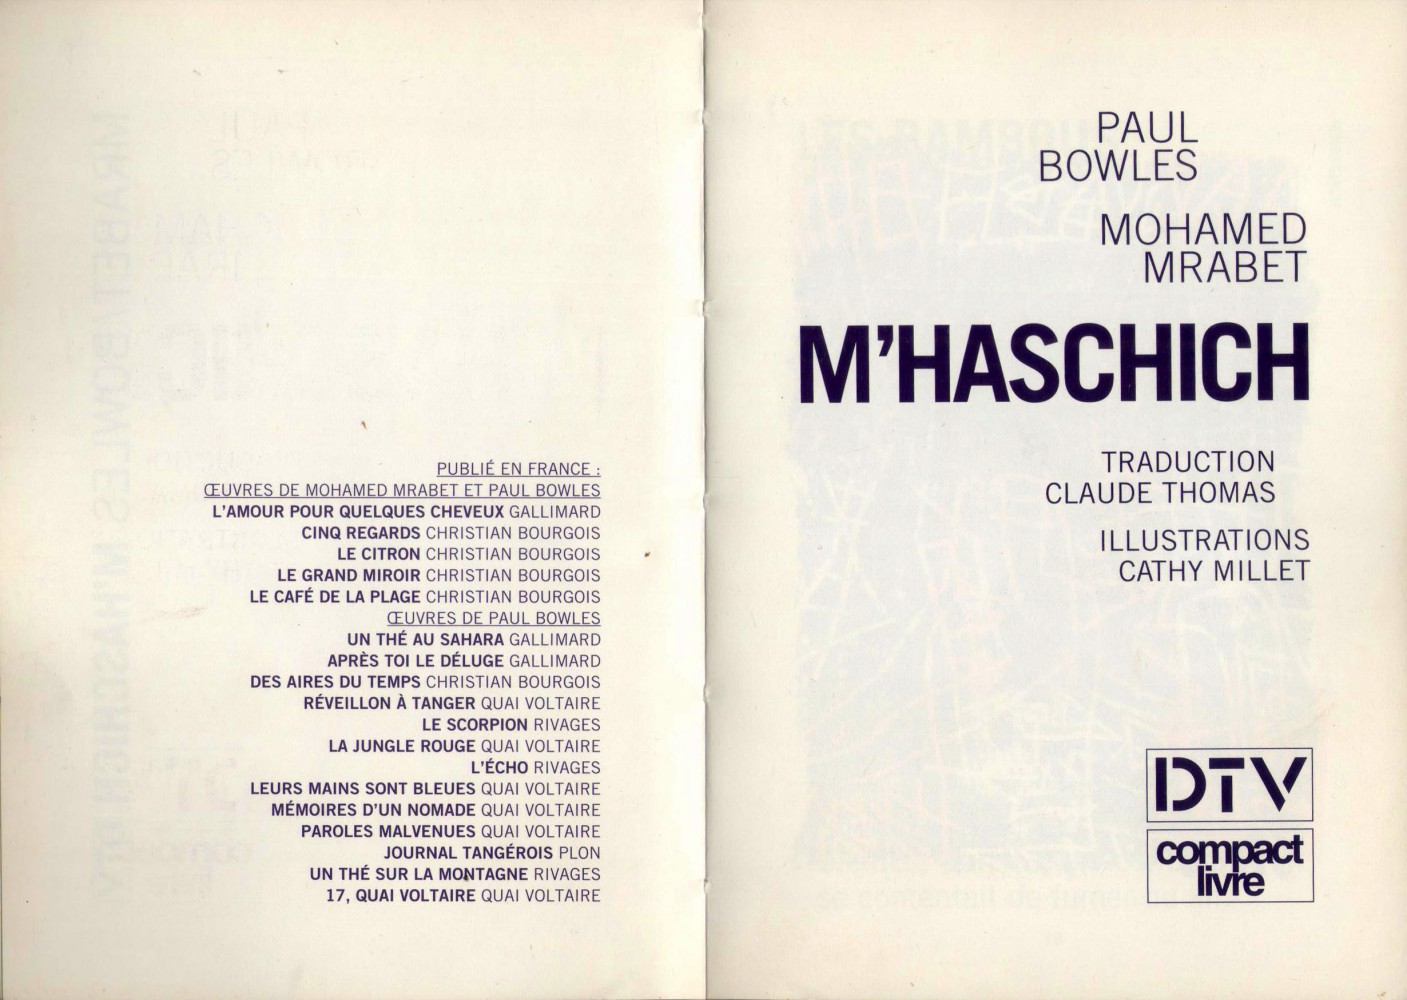 PUBLIÉ EN FRANCE :
ŒUVRES DE MOHAMED MRABET ET PAUL BOWLES
L'AMOUR POUR QUELQUES CHEVEUX GALLIMARD
CINQ REGARDS CHRISTIAN BOURGOIS
LE CITRON CHRISTIAN BOURGOIS
LE GRAND MIROIR CHRISTIAN BOURGOIS
LE CAFÉ DE LA PLAGE CHRISTIAN BOURGOIS
ŒUVRES DE PAUL BOWLES
UN THÉ AU SAHARA GALLIMARD
APRÈS TOI LE DÉLUGE GALLIMARD
DES AIRES DU TEMPS CHRISTIAN BOURGOIS
RÉVEILLON À TANGER QUAI VOLTAIRE
LE SCORPION RIVAGES
LA JUNGLE ROUGE QUAI VOLTAIRE
L'ÉCHO RIVAGES
LEURS MAINS SONT BLEUES QUAI VOLTAIRE
MÉMOIRES D'UN NOMADE QUAI VOLTAIRE
PAROLES MALVENUES QUAI VOLTAIRE
JOURNAL TANGÉROIS PLON
UN THÉ SUR LA MONTAGNE RIVAGES
17, QUAI VOLTAIRE QUAI VOLTAIRE
PAUL
BOWLES
MOHAMED
MRABET
M'HASCHICH
TRADUCTION
CLAUDE THOMAS
ILLUSTRATIONS
CATHY MILLET
DTV
compact
livre